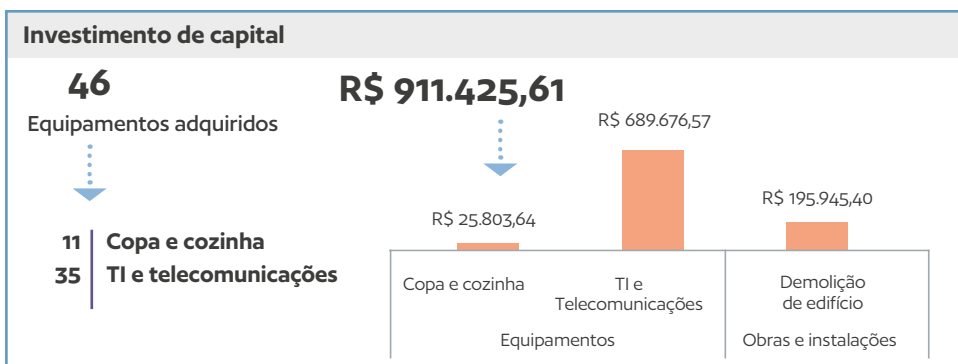 Investimento de capital
46
Equipamentos adquiridos
11 Copa e cozinha
35 TI e telecomunicações
R$ 911.425,61
R$ 25.803,64
R$ 689.676,57
R$ 195.945,40
Copa e cozinha
TI e
Telecomunicações
Demolição
de edifício
Equipamentos
Obras e instalações